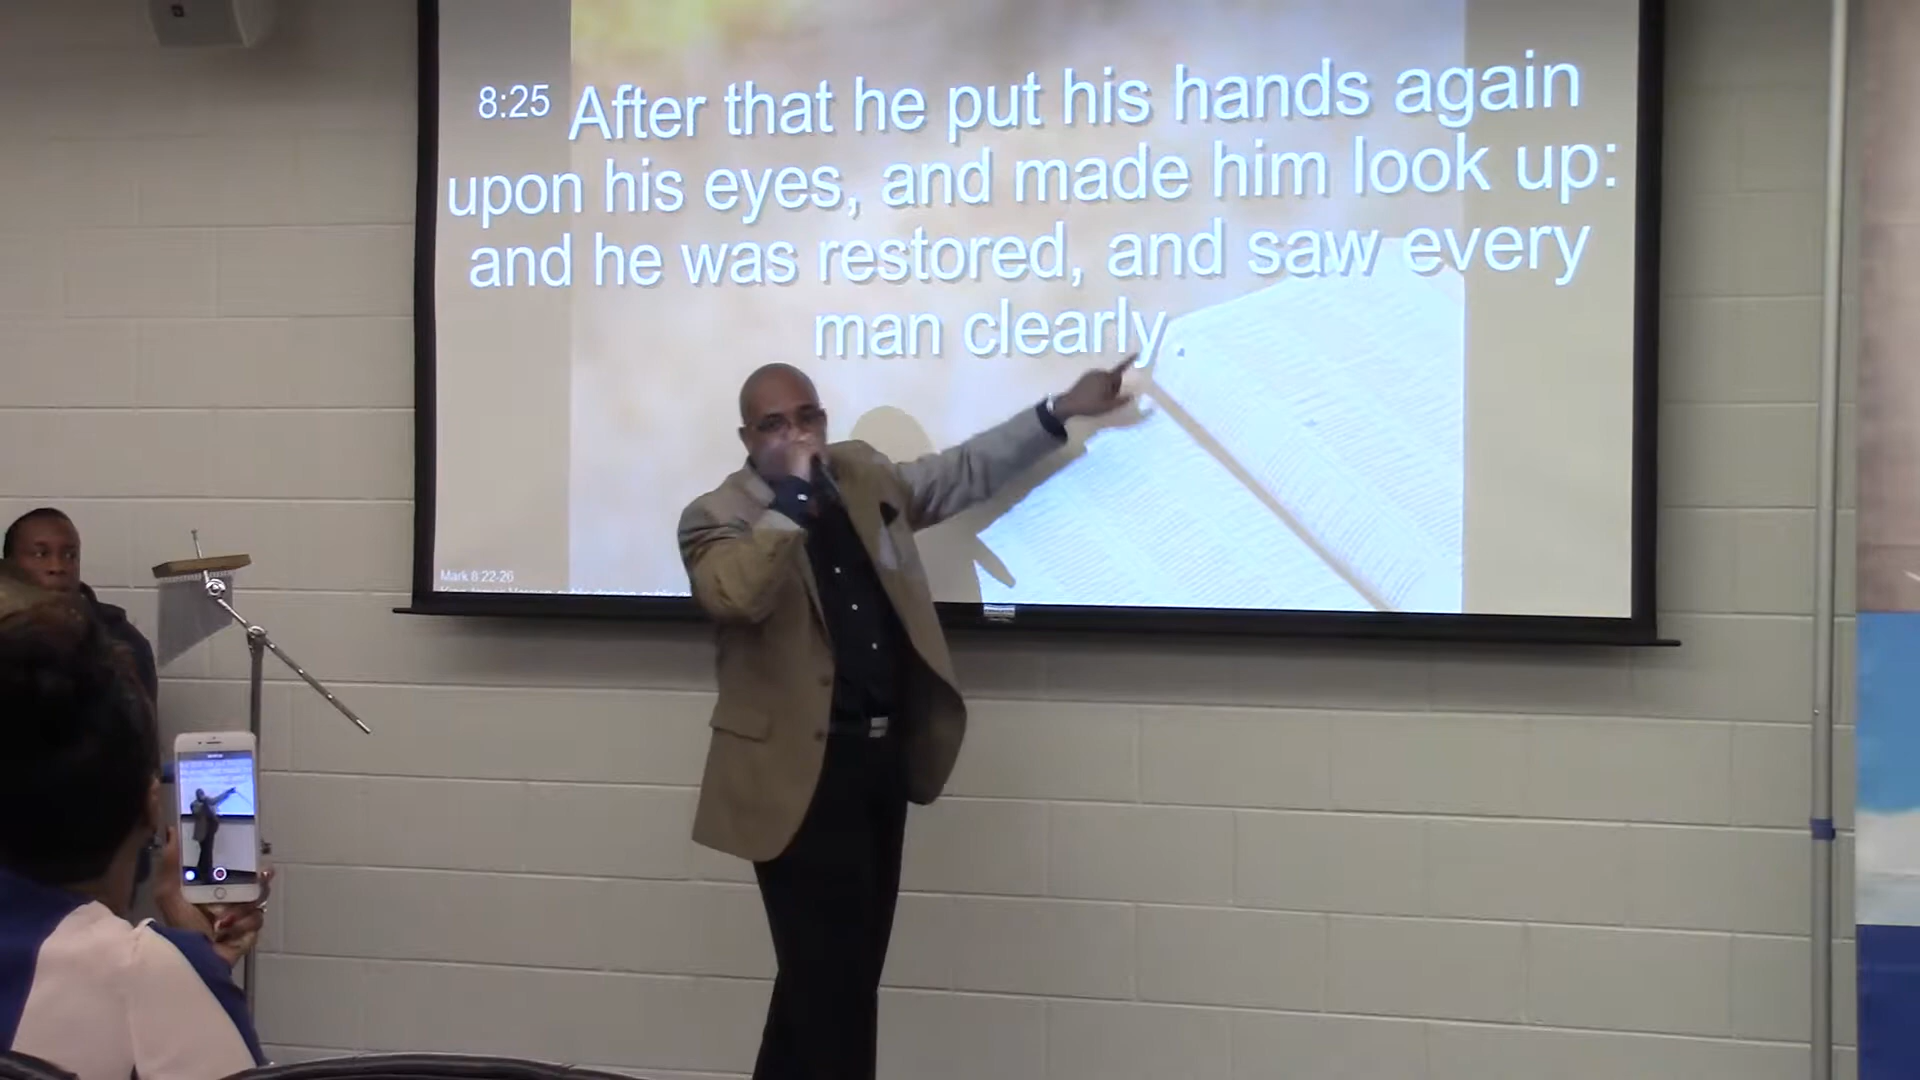 8:25 After that he put his hands again
upon his eyes, and made him look up:
and he was restored, and saw every
man clearly.
Mark 8:22-26